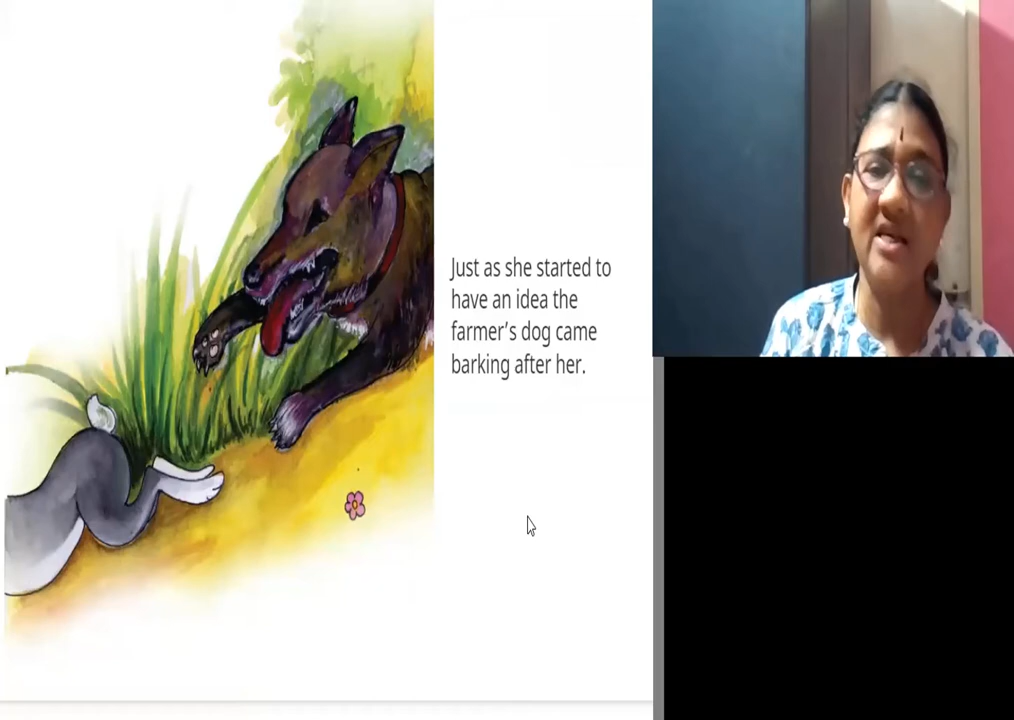 Just as she started to
have an idea the
farmer’s dog came
barking after her.